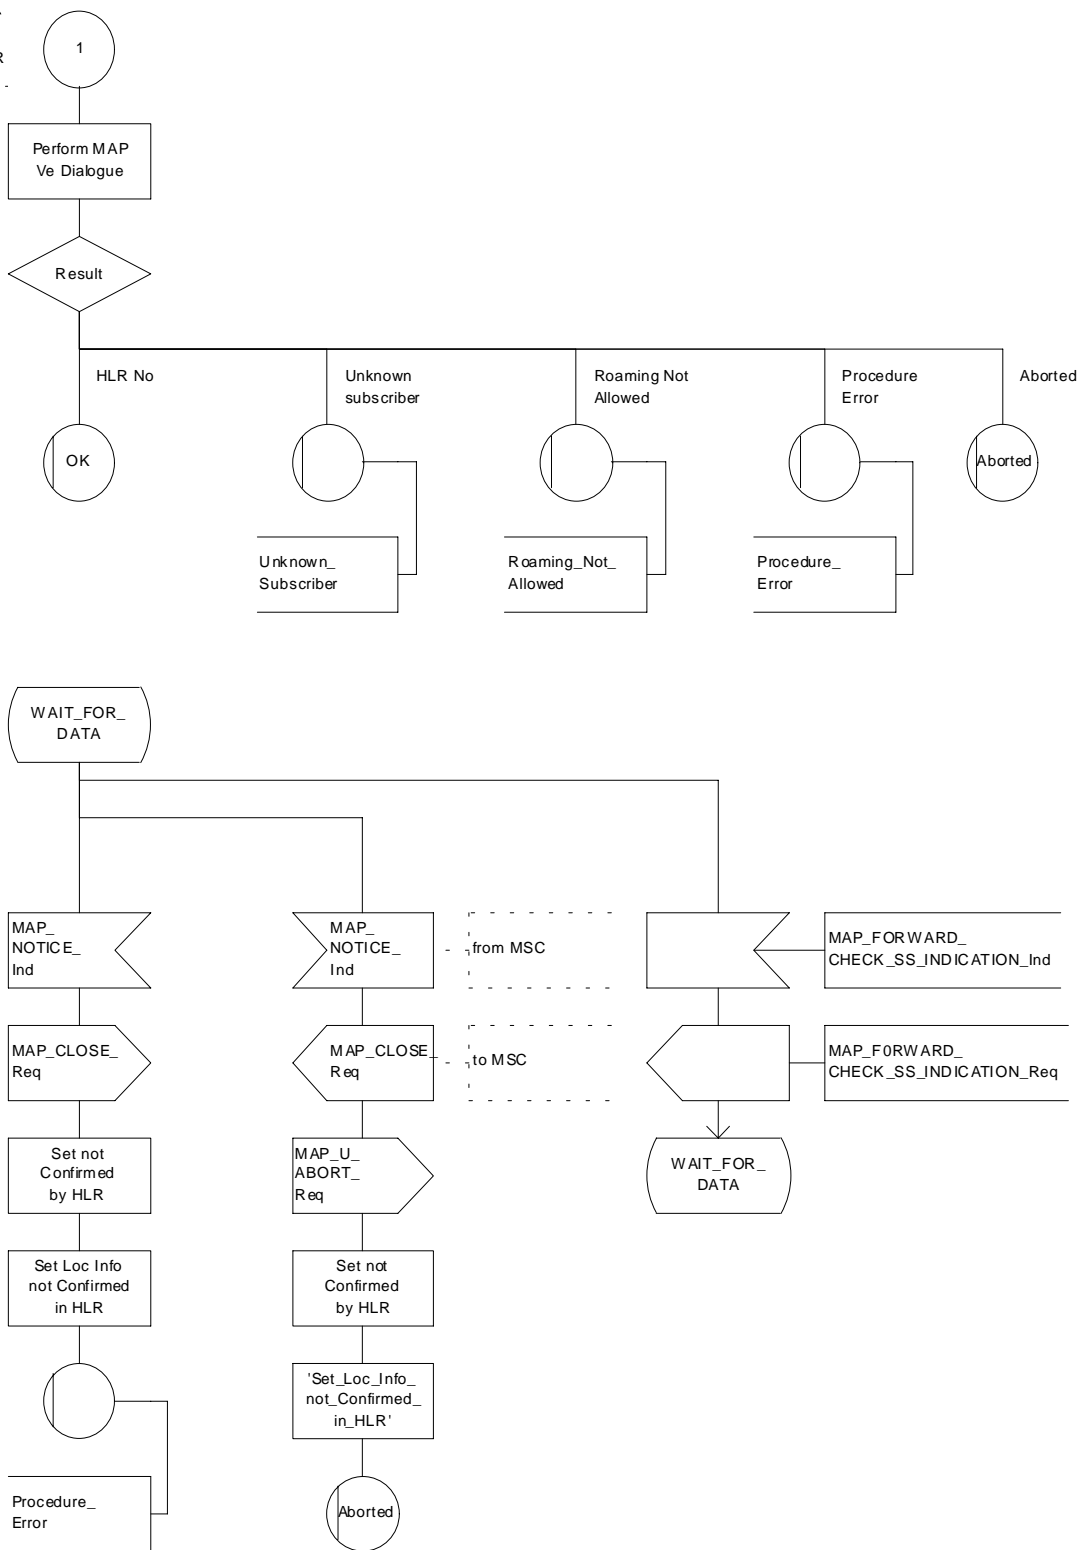 R
1
Perform MAP
Ve Dialogue
Result
HLR No
Unknown
subscriber
Roaming Not
Allowed
Procedure
Error
Aborted
OK
Aborted
Unknown_
Subscriber
Roaming_Not_
Allowed
Procedure_
Error
WAIT_FOR_
DATA
MAP_
NOTICE_
Ind
MAP_
NOTICE_
Ind
from MSC
MAP_FORWARD_
CHECK_SS_INDICATION_Ind
MAP_CLOSE_
Req
MAP_CLOSE_
Req
to MSC
MAP_F0RWARD_
CHECK_SS_INDICATION_Req
Set not
Confirmed
by HLR
MAP_U_
ABORT_
Req
WAIT_FOR_
DATA
Set Loc Info
not Confirmed
in HLR
Set not
Confirmed
by HLR
'Set_Loc_Info_
not_Confirmed_
in_HLR'
Procedure_
Error
Aborted